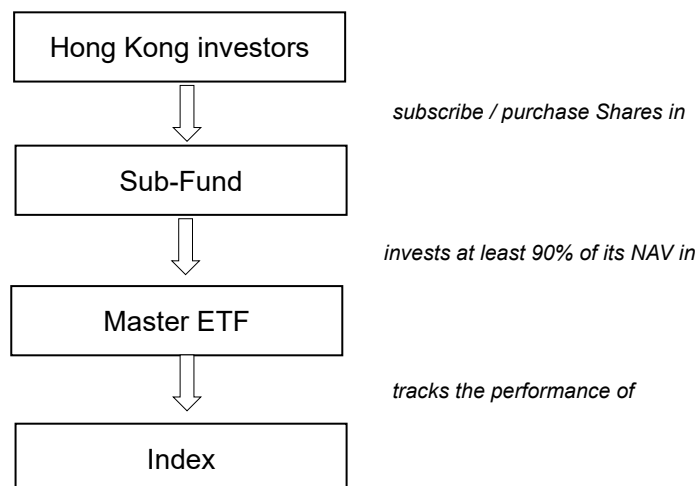 Hong Kong investors
subscribe / purchase Shares in
Sub-Fund
invests at least 90% of its NAV in
Master ETF
tracks the performance of
Index